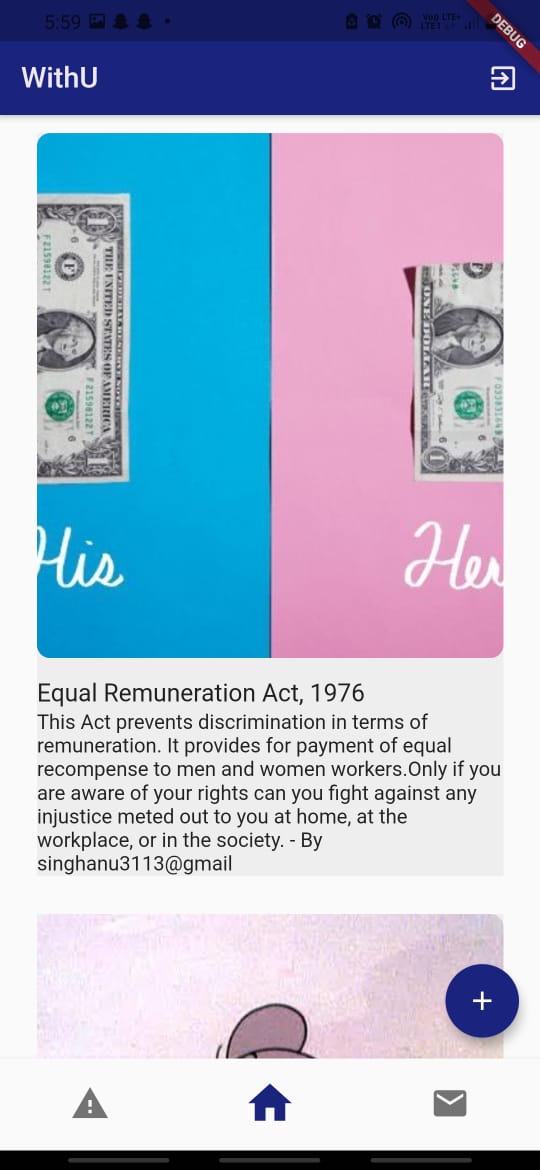 5:59
Vo)) LTE+
LTE1
DEBUG
WithU
THE UNITED STATES OF AMERICA
F21598122T
F21598122T
ONE DOLLAR
His
Her
Equal Remuneration Act, 1976
This Act prevents discrimination in terms of
remuneration. It provides for payment of equal
recompense to men and women workers.Only if you
are aware of your rights can you fight against any
injustice meted out to you at home, at the
workplace, or in the society. - By
singhanu3113@gmail